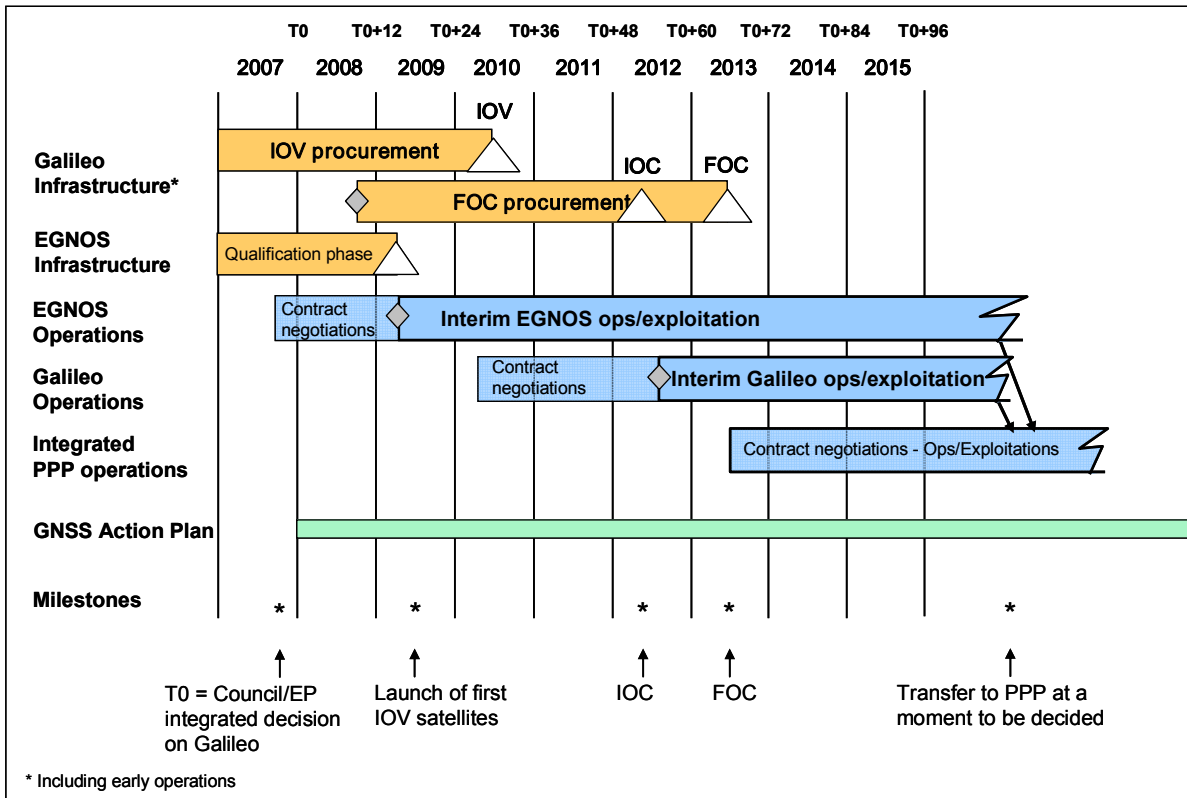 T0 T0+12 T0+24 T0+36 T0+48 T0+60 T0+72 T0+84 T0+96
2007 2008 2009 2010 2011 2012 2013 2014 2015
IOV
IOV procurement
Galileo
Infrastructure*
IOC FOC
FOC procurement
EGNOS
Infrastructure
Qualification phase
EGNOS
Operations
Contract
negotiations
Interim EGNOS ops/exploitation
Galileo
Operations
Contract
negotiations
Interim Galileo ops/exploitation
Integrated
PPP operations
Contract negotiations - Ops/Exploitations
GNSS Action Plan
Milestones
* * * * *
T0 = Council/EP
integrated decision
on Galileo
Launch of first
IOV satellites
IOC
FOC
Transfer to PPP at a
moment to be decided
* Including early operations